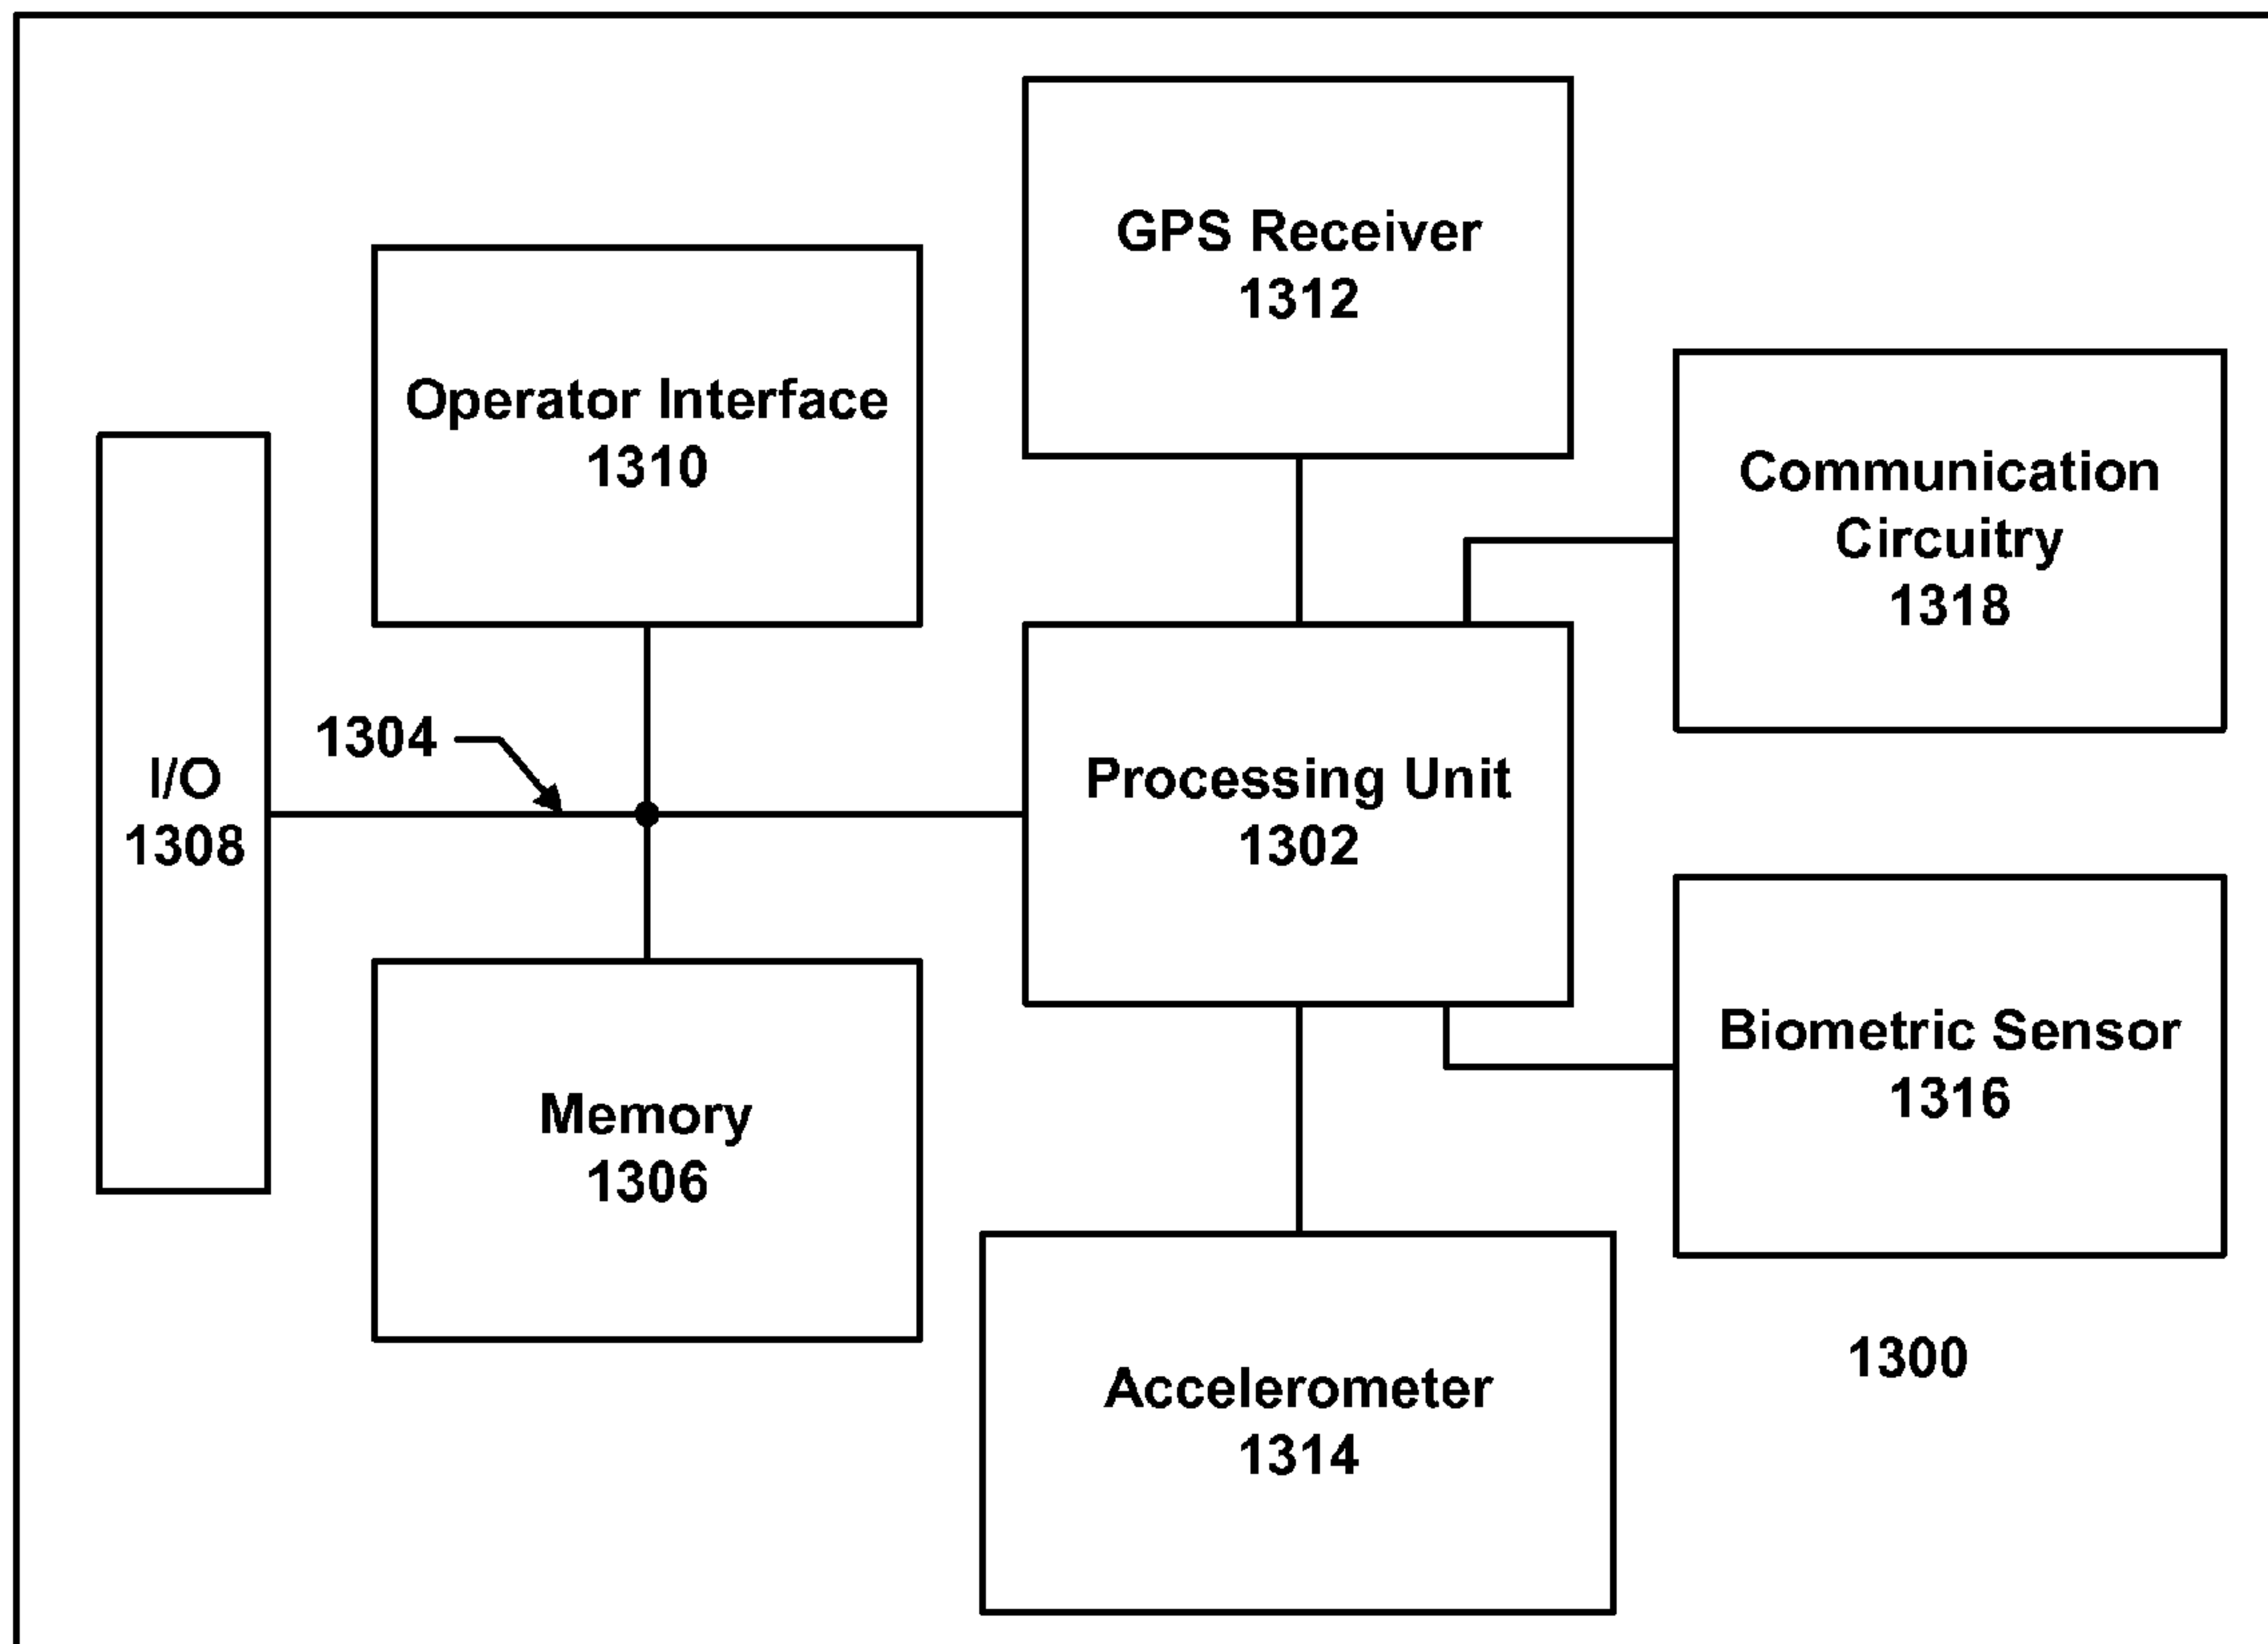 GPS Receiver
1312
Operator Interface
1310
Communication
Circuitry
1318
1304
I/O
1308
Processing Unit
1302
Biometric Sensor
1316
Memory
1306
Accelerometer
1314
1300